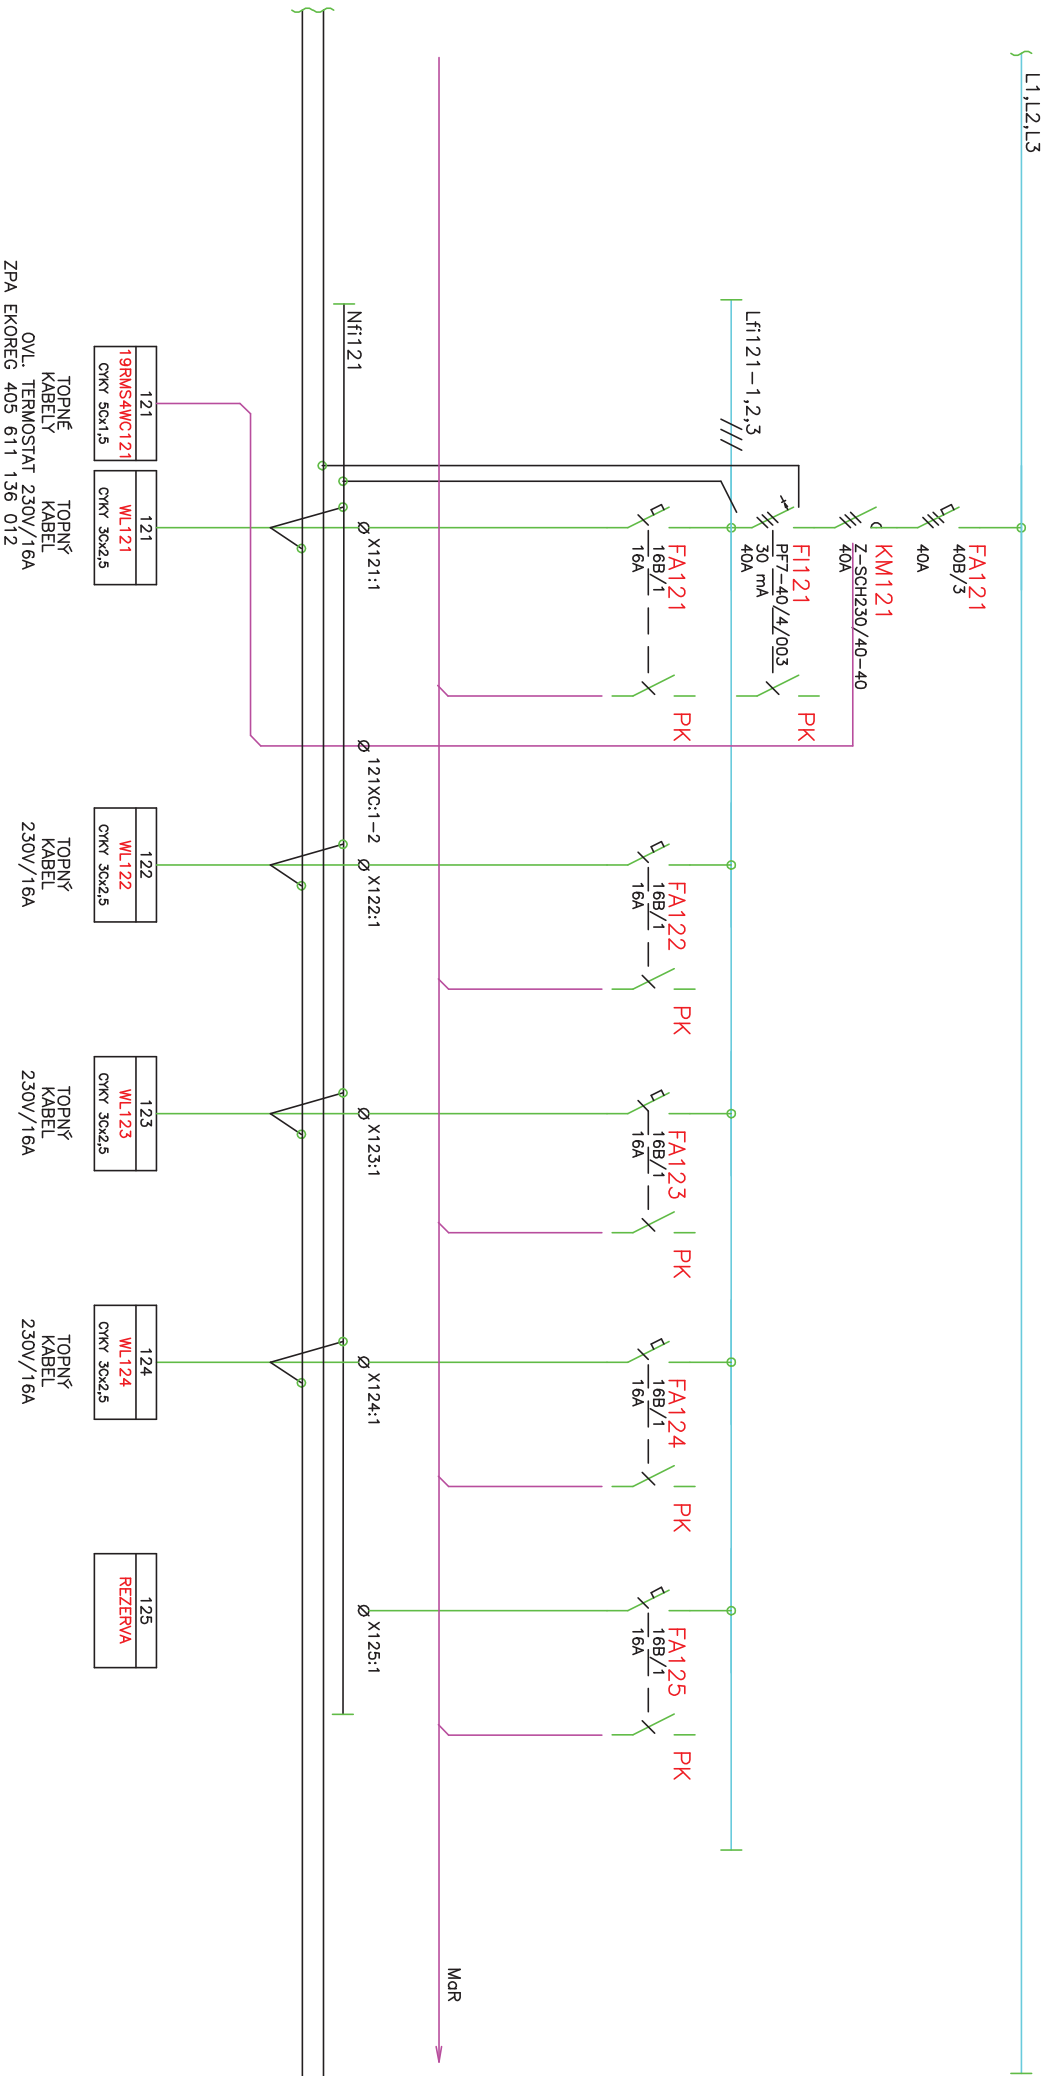 L1,L2,L3
FA121
40B/3
40A
KM121
Z-SCH230/40-40
40A
FI121
PF7-40/4/003
30 mA
40A
PK
Lfi121-1,2,3
FA121
16B/1
16A
PK
FA122
16B/1
16A
PK
FA123
16B/1
16A
PK
FA124
16B/1
16A
PK
FA125
16B/1
16A
PK
MaR
Nfi121
X121:1
121XC:1-2
X122:1
X123:1
X124:1
X125:1
121
19RMS4WC121
CYKY 5Cx1,5
121
WL121
CYKY 3Cx2,5
122
WL122
CYKY 3Cx2,5
123
WL123
CYKY 3Cx2,5
124
WL124
CYKY 3Cx2,5
125
REZERVA
TOPNÉ
KABELY
OVL. TERMOSTAT
ZPA EKOREG 405 611 136 012
TOPNÝ
KABEL
230V/16A
TOPNÝ
KABEL
230V/16A
TOPNÝ
KABEL
230V/16A
TOPNÝ
KABEL
230V/16A